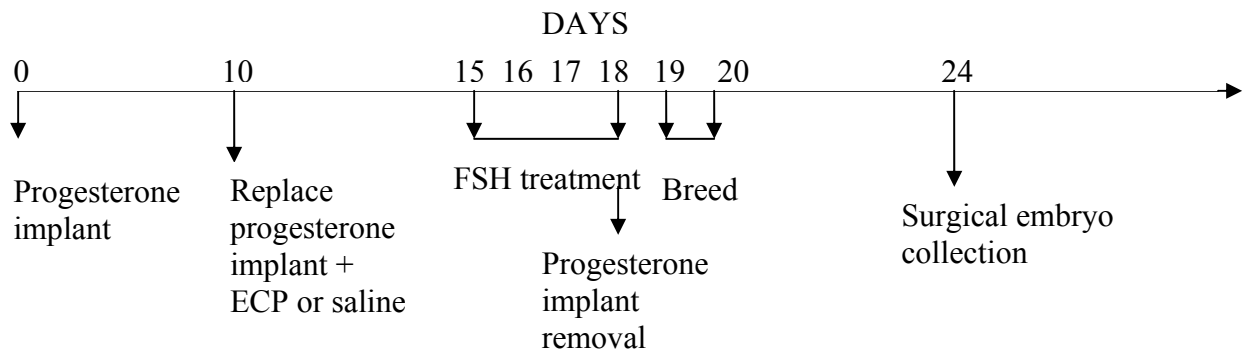 DAYS
0 10 15 16 17 18 19 20 24
Progesterone
implant
Replace
progesterone
implant +
ECP or saline
FSH treatment
Progesterone
implant
removal
Breed
Surgical embryo
collection